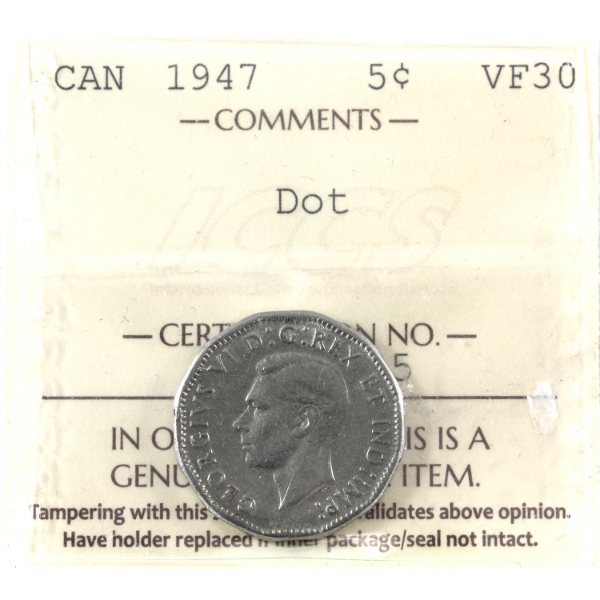 CAN 1947 5¢ VF30
— COMMENTS —
Dot
ICCS
— CERT N NO. —
5
IN O IS IS A
GENU ITEM.
Tampering with this alidates above opinion.
Have holder replaced if inner package/seal not intact.
GEORGIVS VI D:G:REX ET IND:IMP: